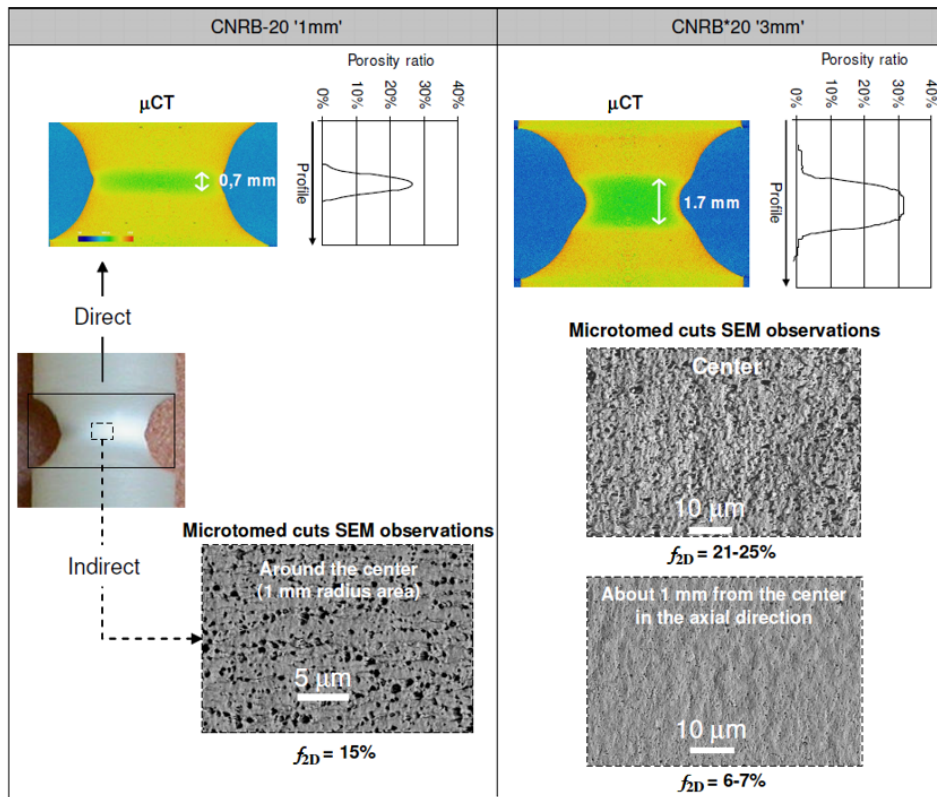 CNRB-20 '1mm'
Porosity ratio
0%
10%
20%
30%
40%
μCT
Profile
0,7 mm
Direct
Indirect
Microtomed cuts SEM observations
Around the center
(1 mm radius area)
5 μm
f2D = 15%
CNRB*20 '3mm'
Porosity ratio
0%
10%
20%
30%
40%
μCT
Profile
1.7 mm
Microtomed cuts SEM observations
Center
10 μm
f2D = 21-25%
About 1 mm from the center
in the axial direction
10 μm
f2D = 6-7%